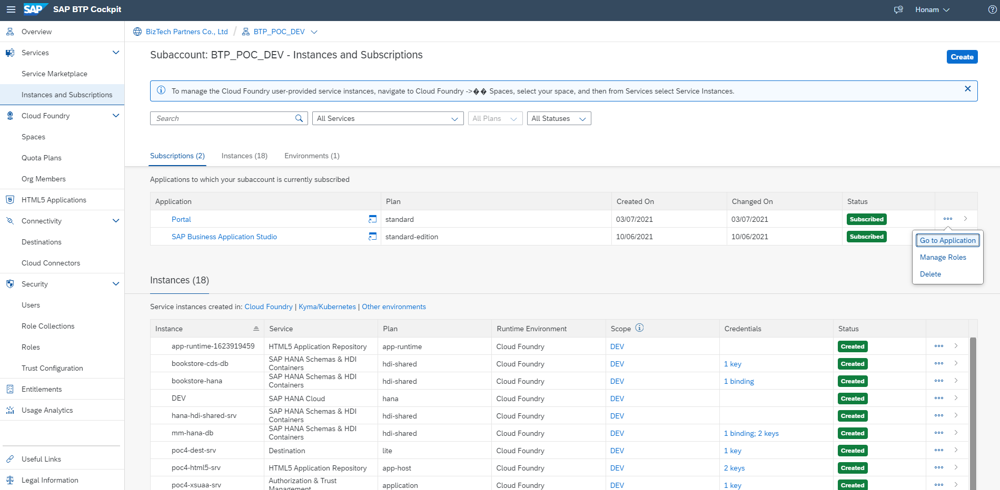 SAP SAP BTP Cockpit
Honam
Overview
Services
Service Marketplace
Instances and Subscriptions
Cloud Foundry
Spaces
Quota Plans
Org Members
HTML5 Applications
Connectivity
Destinations
Cloud Connectors
Security
Users
Role Collections
Roles
Trust Configuration
Entitlements
Usage Analytics
Useful Links
Legal Information
BizTech Partners Co., Ltd / BTP_POC_DEV
Subaccount: BTP_POC_DEV - Instances and Subscriptions
Create
To manage the Cloud Foundry user-provided service instances, navigate to Cloud Foundry ->�� Spaces, select your space, and then from Services select Service Instances.
Search All Services All Plans All Statuses
Subscriptions (2) Instances (18) Environments (1)
Applications to which your subaccount is currently subscribed
Application Plan Created On Changed On Status
Portal standard 03/07/2021 03/07/2021 Subscribed
SAP Business Application Studio standard-edition 10/06/2021 10/06/2021 Subscribed
Go to Application
Manage Roles
Delete
Instances (18)
Service instances created in: Cloud Foundry | Kyma/Kubernetes | Other environments
Instance Service Plan Runtime Environment Scope Credentials Status
app-runtime-1623919459 HTML5 Application Repository app-runtime Cloud Foundry DEV Created
bookstore-cds-db SAP HANA Schemas & HDI Containers hdi-shared Cloud Foundry DEV 1 key Created
bookstore-hana SAP HANA Schemas & HDI Containers hdi-shared Cloud Foundry DEV 1 binding Created
DEV SAP HANA Cloud hana Cloud Foundry DEV Created
hana-hdi-shared-srv SAP HANA Schemas & HDI Containers hdi-shared Cloud Foundry DEV Created
mm-hana-db SAP HANA Schemas & HDI Containers hdi-shared Cloud Foundry DEV 1 binding; 2 keys Created
poc4-dest-srv Destination lite Cloud Foundry DEV 1 key Created
poc4-html5-srv HTML5 Application Repository app-host Cloud Foundry DEV 2 keys Created
poc4-xsuaa-srv Authorization & Trust Management application Cloud Foundry DEV 1 key Created